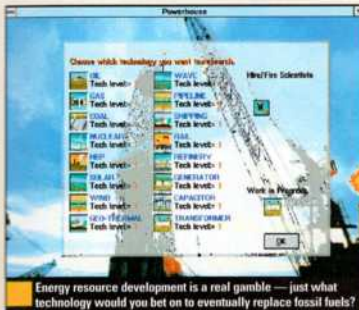 Powerhouse
Choose which technology you want to research.
OIL
Tech level>
GAS
Tech level>
COAL
Tech level>
NUCLEAR
Tech level>
HEP
Tech level>
SOLAR
Tech level>
WIND
Tech level>
GEO-THERMAL
Tech level>
WAVE
Tech level>
PIPELINE
Tech level>
SHIPPING
Tech level>
RAIL
Tech level>
REFINERY
Tech level>
GENERATOR
Tech level>
CAPACITOR
Tech level>
TRANSFORMER
Tech level>
Hire/Fire Scientists
Work in Progress
OK
Energy resource development is a real gamble — just what
technology would you bet on to eventually replace fossil fuels?